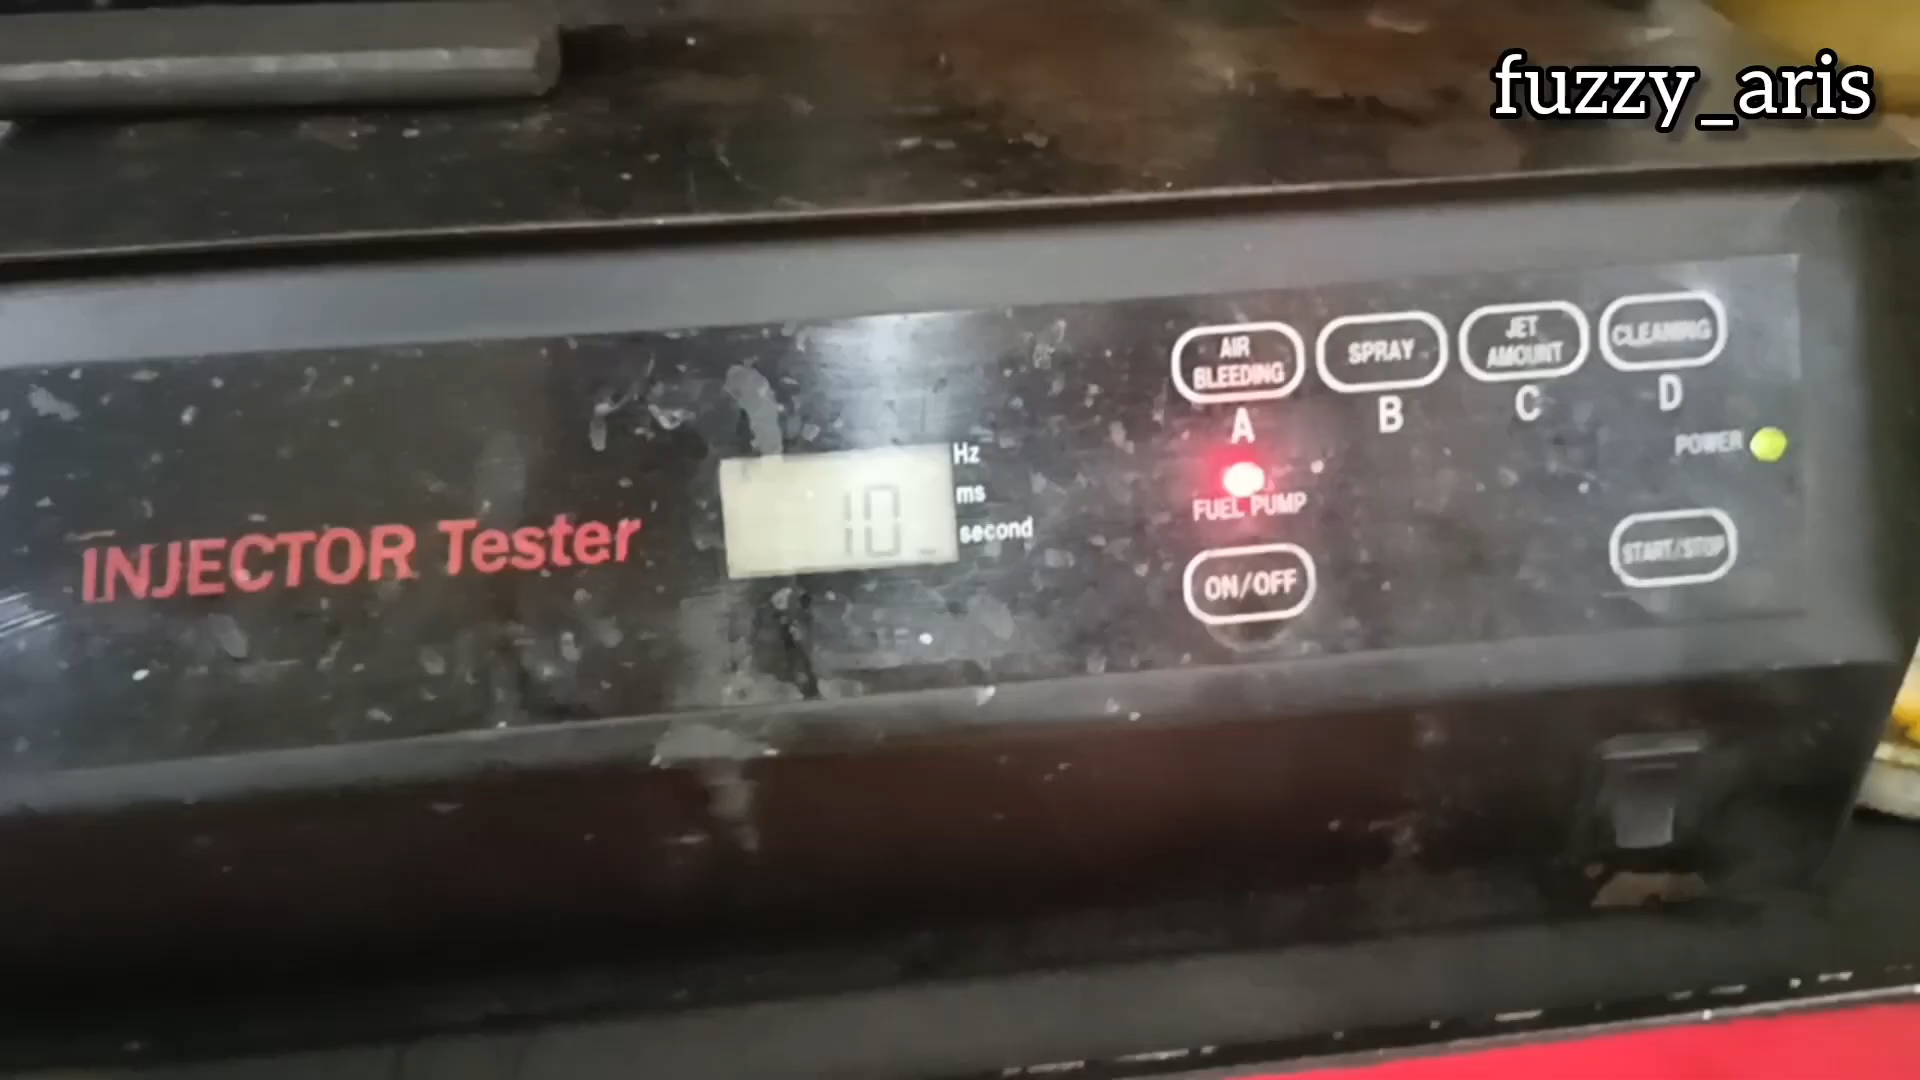 fuzzy_aris
AIR
BLEEDING
SPRAY
JET
AMOUNT
CLEANING
A
B
C
D
POWER
Hz
ms
second
10
INJECTOR Tester
FUEL PUMP
ON/OFF
START/STOP